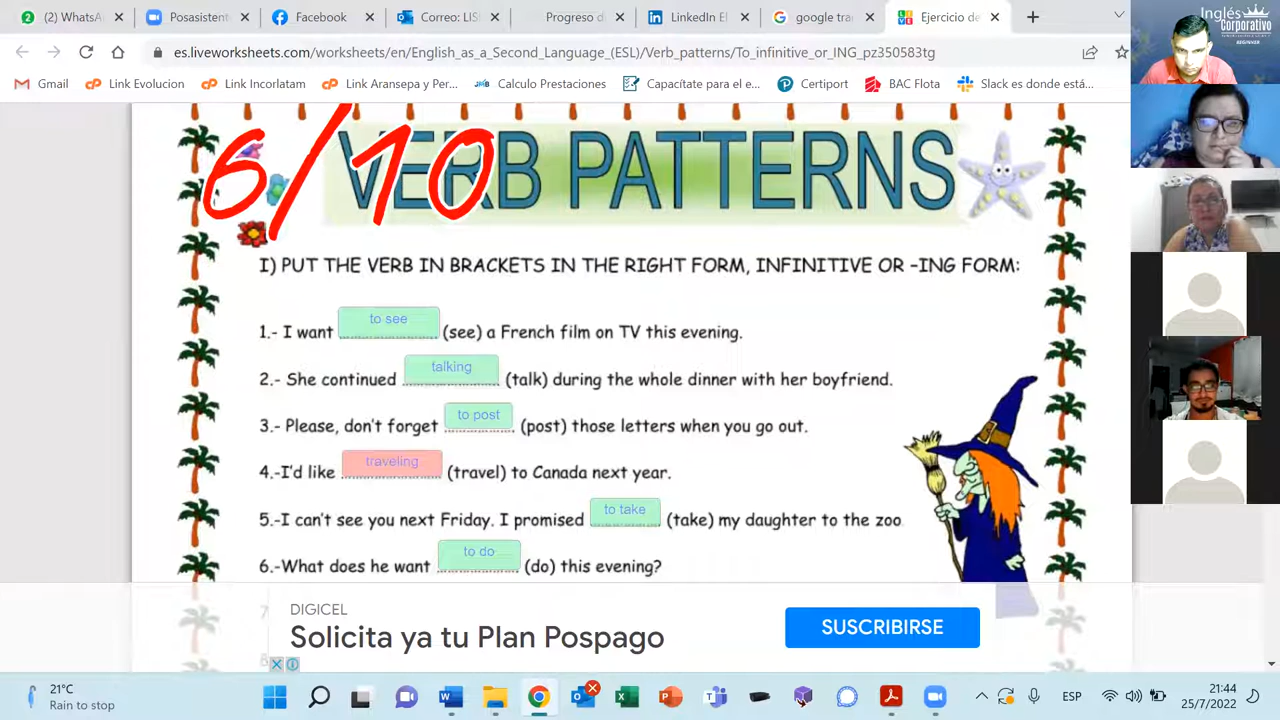 2 WhatsA
Posasistent
Facebook
Correo: LISI
Progreso di
LinkedIn El
google tra
Ejercicio de
es.liveworksheets.com/worksheets/en/English_as_a_Second_Language_(ESL)/Verb_patterns/To_infinitive_or_-ING_pz350583tg
Gmail
Link Evolucion
Link Incorlatam
Link Aransepa y Per...
Calculo Prestaciones
Capacítate para el e...
Certiport
BAC Flota
Slack es donde está...
Inglés
Corporativo
BEGINNER
6/10
VERB PATTERNS
I) PUT THE VERB IN BRACKETS IN THE RIGHT FORM, INFINITIVE OR –ING FORM:
1.- I want to see (see) a French film on TV this evening.
2.- She continued talking (talk) during the whole dinner with her boyfriend.
3.- Please, don't forget to post (post) those letters when you go out.
4.-I'd like traveling (travel) to Canada next year.
5.-I can't see you next Friday. I promised to take (take) my daughter to the zoo
6.-What does he want to do (do) this evening?
DIGICEL
Solicita ya tu Plan Pospago
SUSCRIBIRSE
21°C
Rain to stop
ESP
21:44
25/7/2022